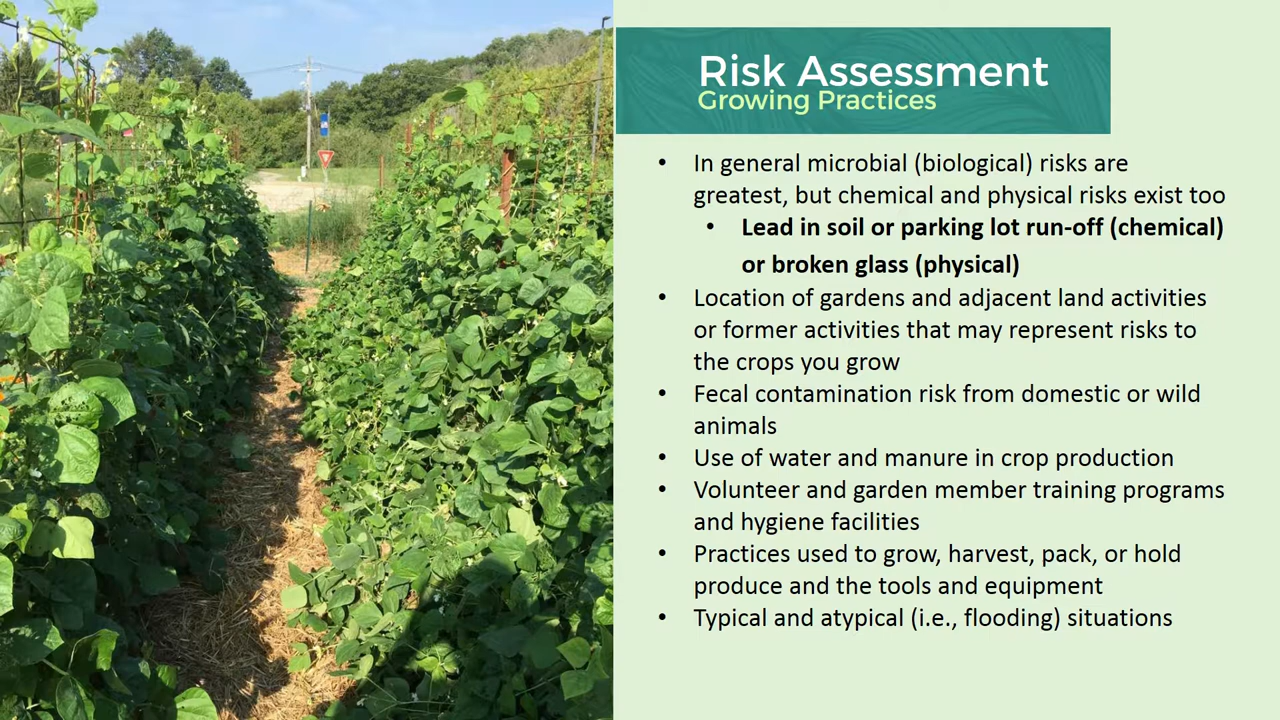 Risk Assessment
Growing Practices
• In general microbial (biological) risks are
greatest, but chemical and physical risks exist too
• Lead in soil or parking lot run-off (chemical)
or broken glass (physical)
• Location of gardens and adjacent land activities
or former activities that may represent risks to
the crops you grow
• Fecal contamination risk from domestic or wild
animals
• Use of water and manure in crop production
• Volunteer and garden member training programs
and hygiene facilities
• Practices used to grow, harvest, pack, or hold
produce and the tools and equipment
• Typical and atypical (i.e., flooding) situations